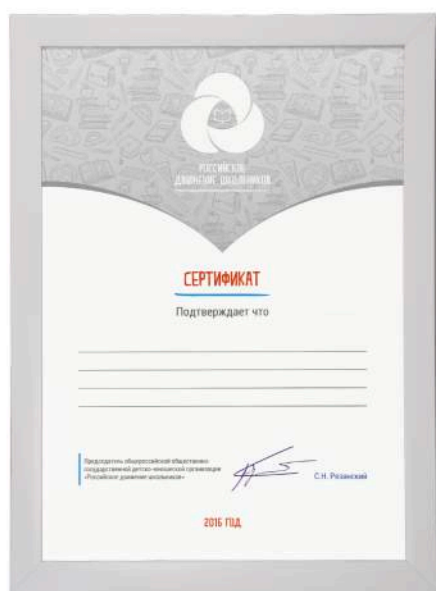 РОССИЙСКОЕ
ДВИЖЕНИЕ ШКОЛЬНИКОВ
СЕРТИФИКАТ
Подтверждает что
Председатель общероссийской общественно-
государственной детско-юношеской организации
«Российское движение школьников»
С.Н. Рязанский
2016 ГОД